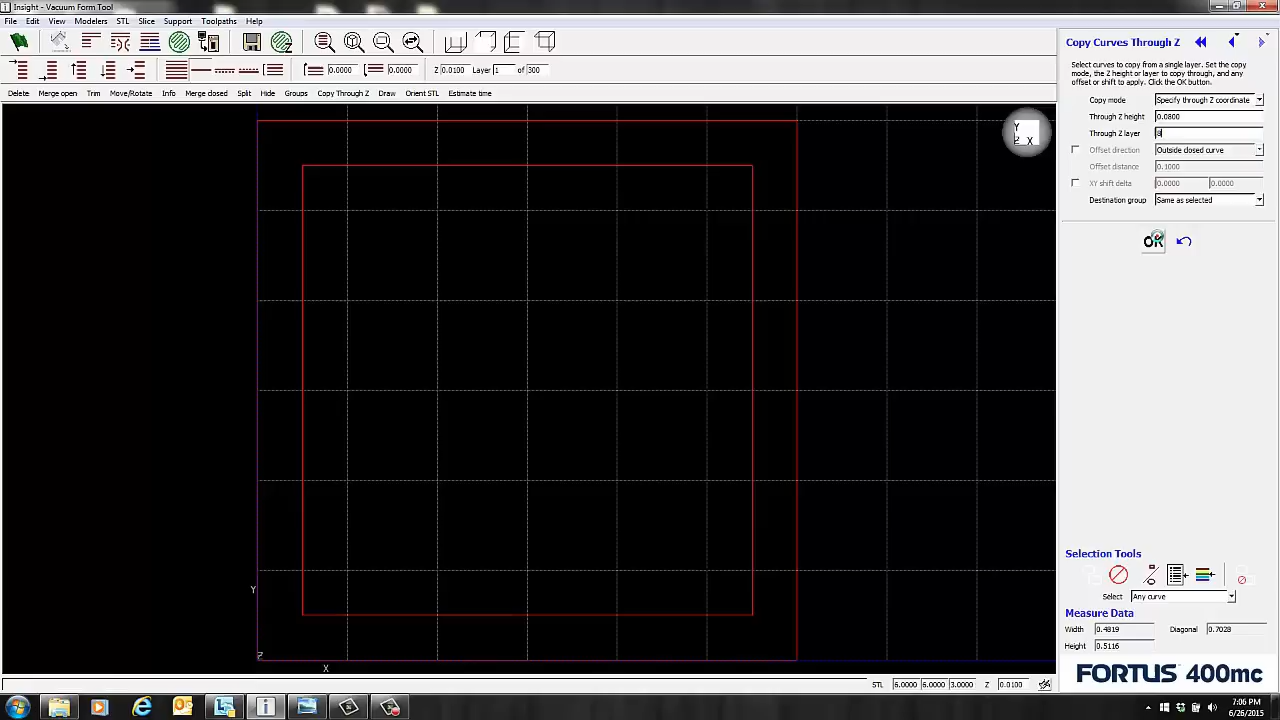 Insight - Vacuum Form Tool
File Edit View Modelers STL Slice Support Toolpaths Help
0.0000 0.0000 Z 0.0100 Layer 1 of 300
Delete Merge open Trim Move/Rotate Info Merge closed Split Hide Groups Copy Through Z Draw Orient STL Estimate time
Y
Z X
Y
Z
X
Copy Curves Through Z
Select curves to copy from a single layer. Set the copy
mode, the Z height or layer to copy through, and any
offset or shift to apply. Click the OK button.
Copy mode Specify through Z coordinate
Through Z height 0.0800
Through Z layer 8
Offset direction Outside closed curve
Offset distance 0.1000
XY shift delta 0.0000 0.0000
Destination group Same as selected
OK
Selection Tools
Select Any curve
Measure Data
Width 0.4819 Diagonal 0.7028
Height 0.5116
FORTUS 400mc
STL 6.0000 6.0000 3.0000 Z 0.0100
7:06 PM
6/26/2015